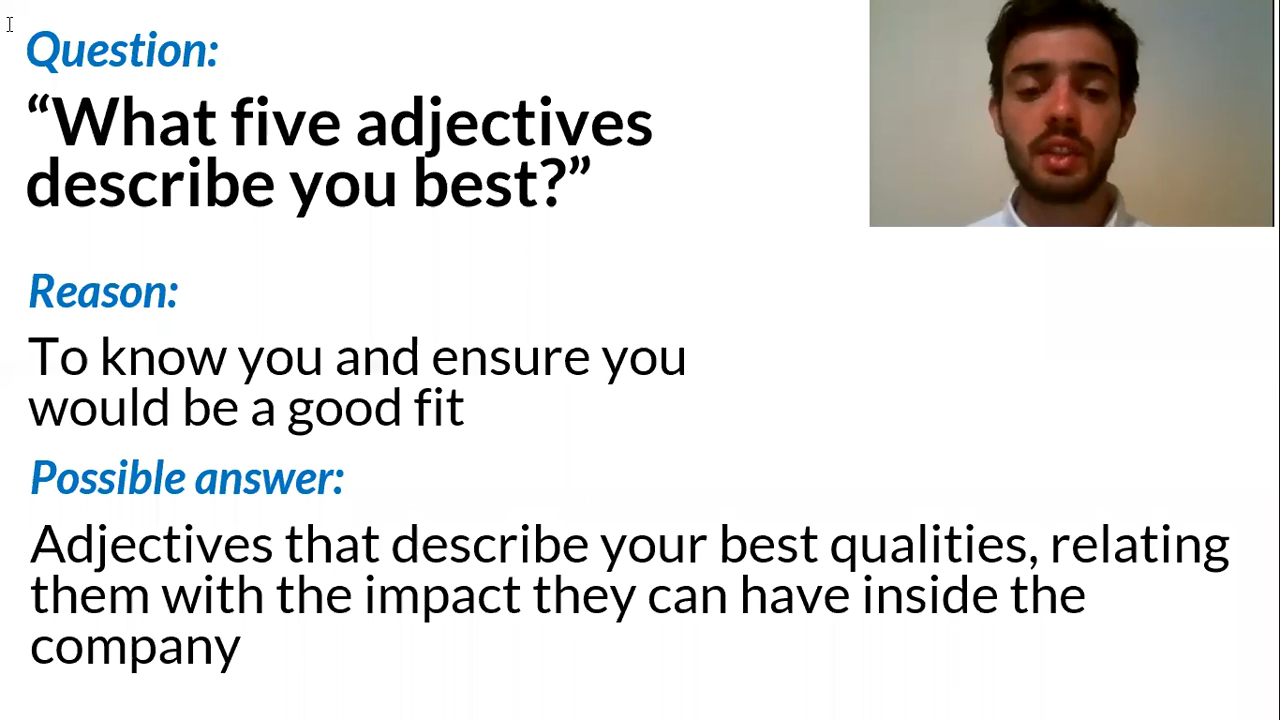 Question:
“What five adjectives
describe you best?”
Reason:
To know you and ensure you
would be a good fit
Possible answer:
Adjectives that describe your best qualities, relating
them with the impact they can have inside the
company